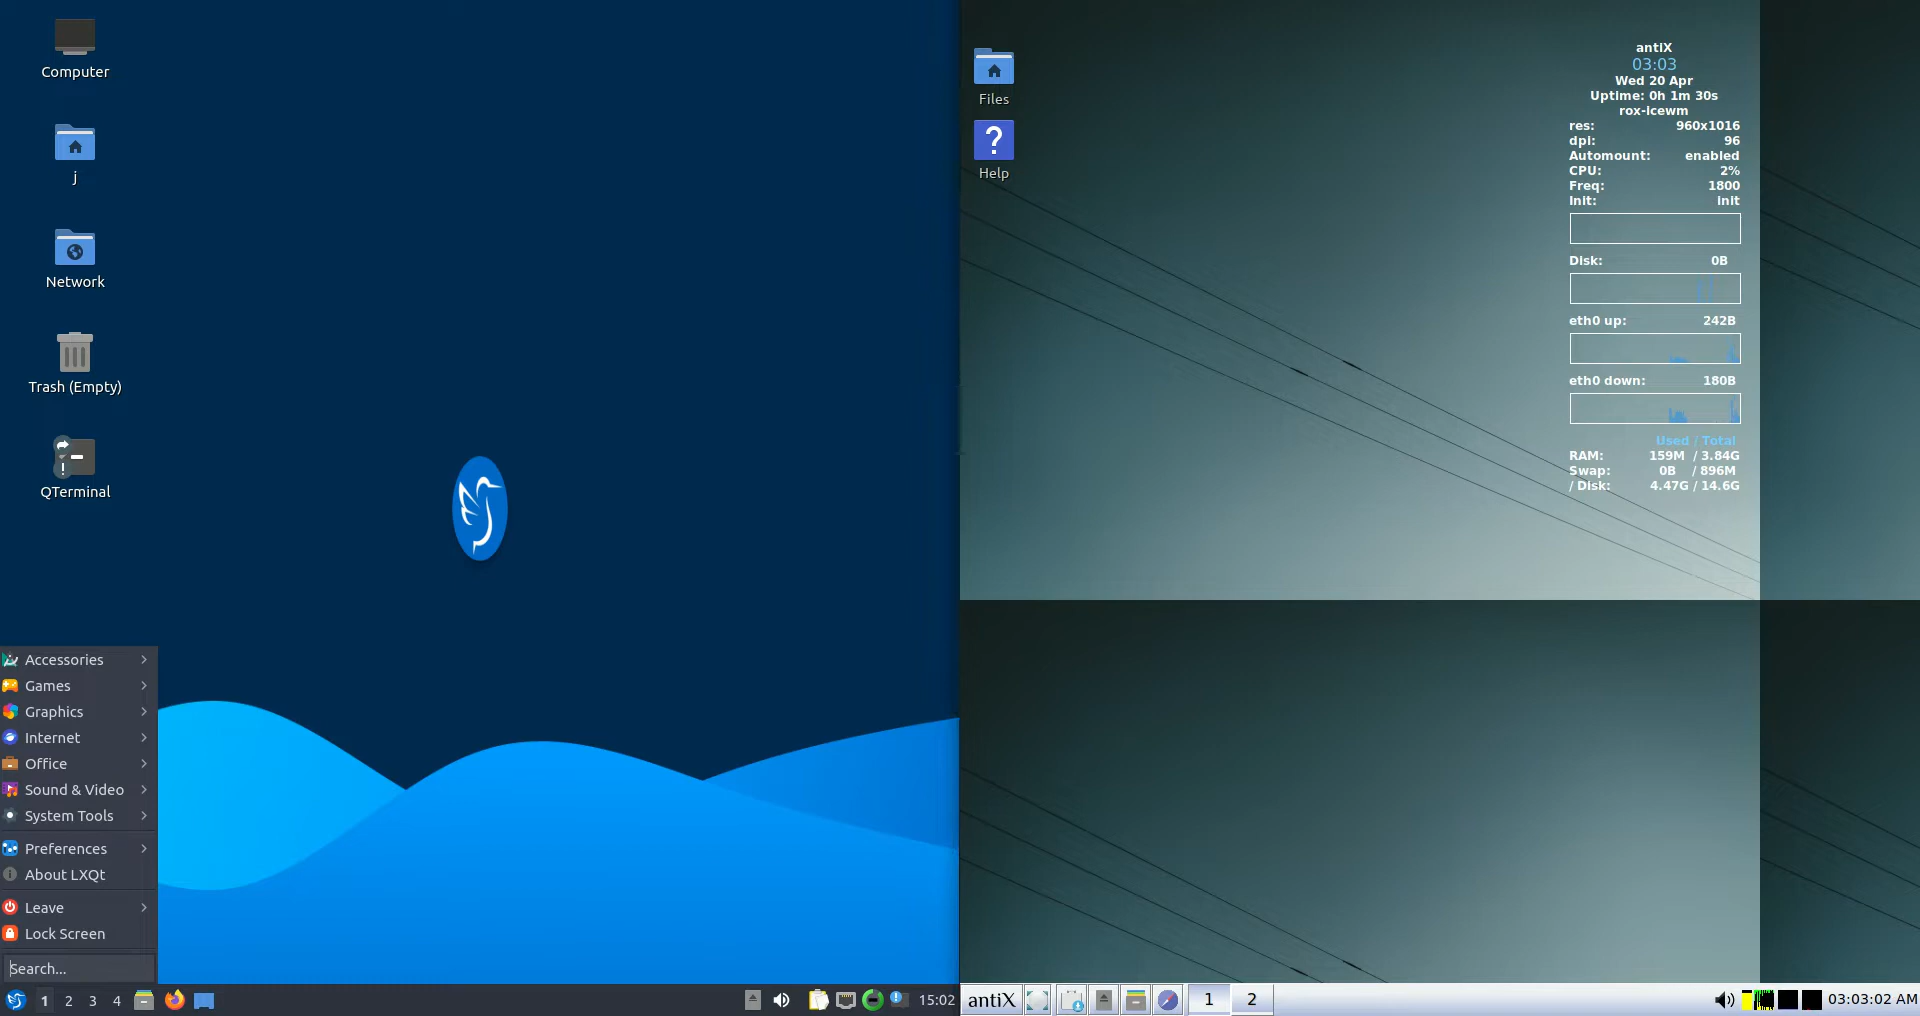 Computer
j
Network
Trash (Empty)
QTerminal
Accessories
Games
Graphics
Internet
Office
Sound & Video
System Tools
Preferences
About LXQt
Leave
Lock Screen
Search...
1 2 3 4
15:02
Files
Help
antiX
03:03
Wed 20 Apr
Uptime: 0h 1m 30s
rox-icewm
res: 960x1016
dpi: 96
Automount: enabled
CPU: 2%
Freq: 1800
Init: init
Disk: 0B
eth0 up: 242B
eth0 down: 180B
Used / Total
RAM: 159M / 3.84G
Swap: 0B / 896M
/ Disk: 4.47G / 14.6G
antiX 1 2 03:03:02 AM